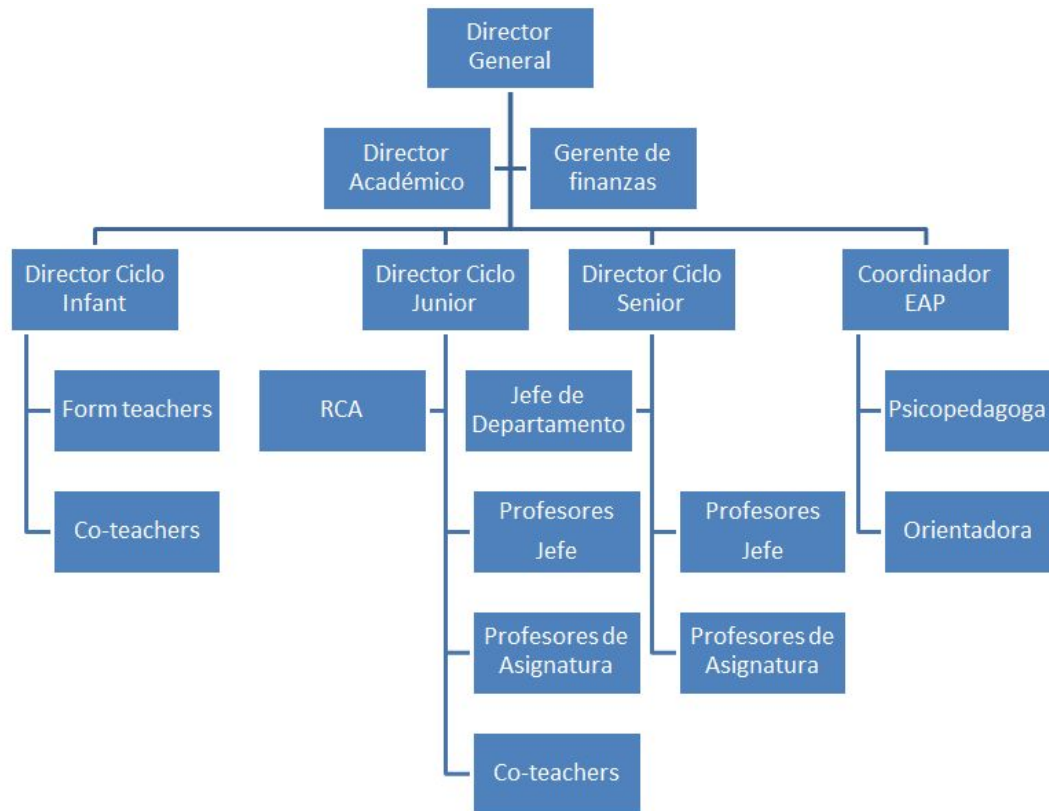 Director
General
Director
Académico
Gerente de
finanzas
Director Ciclo
Infant
Director Ciclo
Junior
Director Ciclo
Senior
Coordinador
EAP
Form teachers
RCA
Jefe de
Departamento
Psicopedagoga
Co-teachers
Profesores
Jefe
Profesores
Jefe
Orientadora
Profesores de
Asignatura
Profesores de
Asignatura
Co-teachers